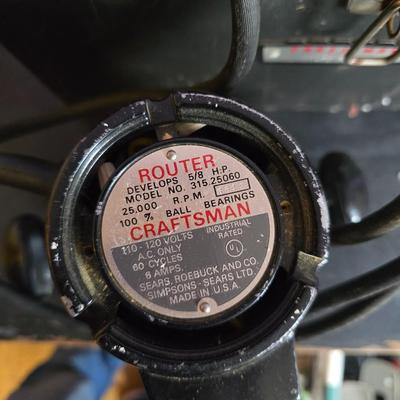 ROUTER
DEVELOPS 5/8 H.P.
MODEL NO. 315.25060
25,000 R.P.M.
100 % BALL BEARINGS
CRAFTSMAN
110-120 VOLTS
INDUSTRIAL
RATED
A.C. ONLY
60 CYCLES
8 AMPS.
UL
SEARS, ROEBUCK AND CO.
SIMPSONS-SEARS LTD.
MADE IN U.S.A.